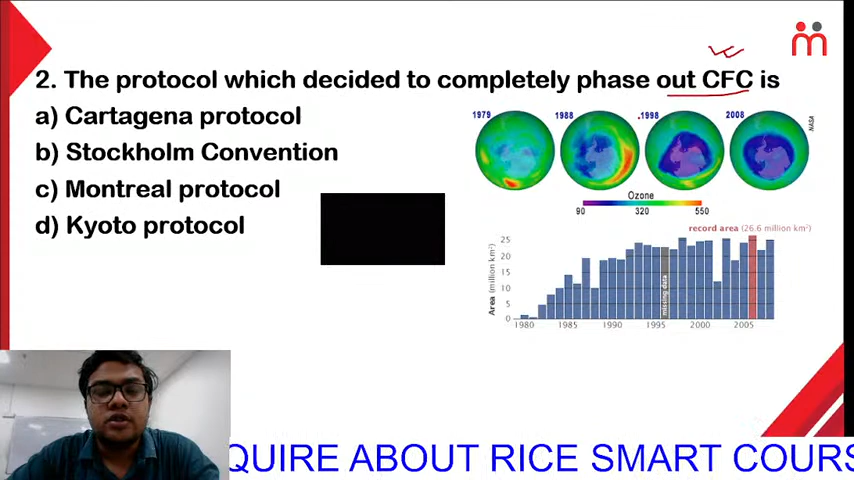 2. The protocol which decided to completely phase out CFC is
a) Cartagena protocol
b) Stockholm Convention
c) Montreal protocol
d) Kyoto protocol
1979 1988 1998 2008
NASA
Ozone
90 320 550
record area (26.6 million km²)
Area (million km²)
25
20
15
10
5
0
missing data
1980 1985 1990 1995 2000 2005
QUIRE ABOUT RICE SMART COURS